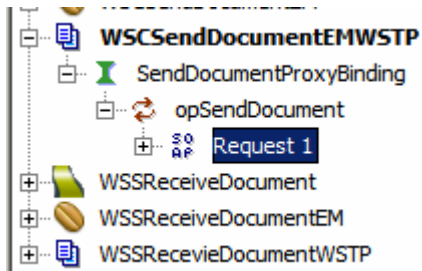 WSCSendDocumentEMWSTP
SendDocumentProxyBinding
opSendDocument
SO AP Request 1
WSSReceiveDocument
WSSReceiveDocumentEM
WSSRecevieDocumentWSTP